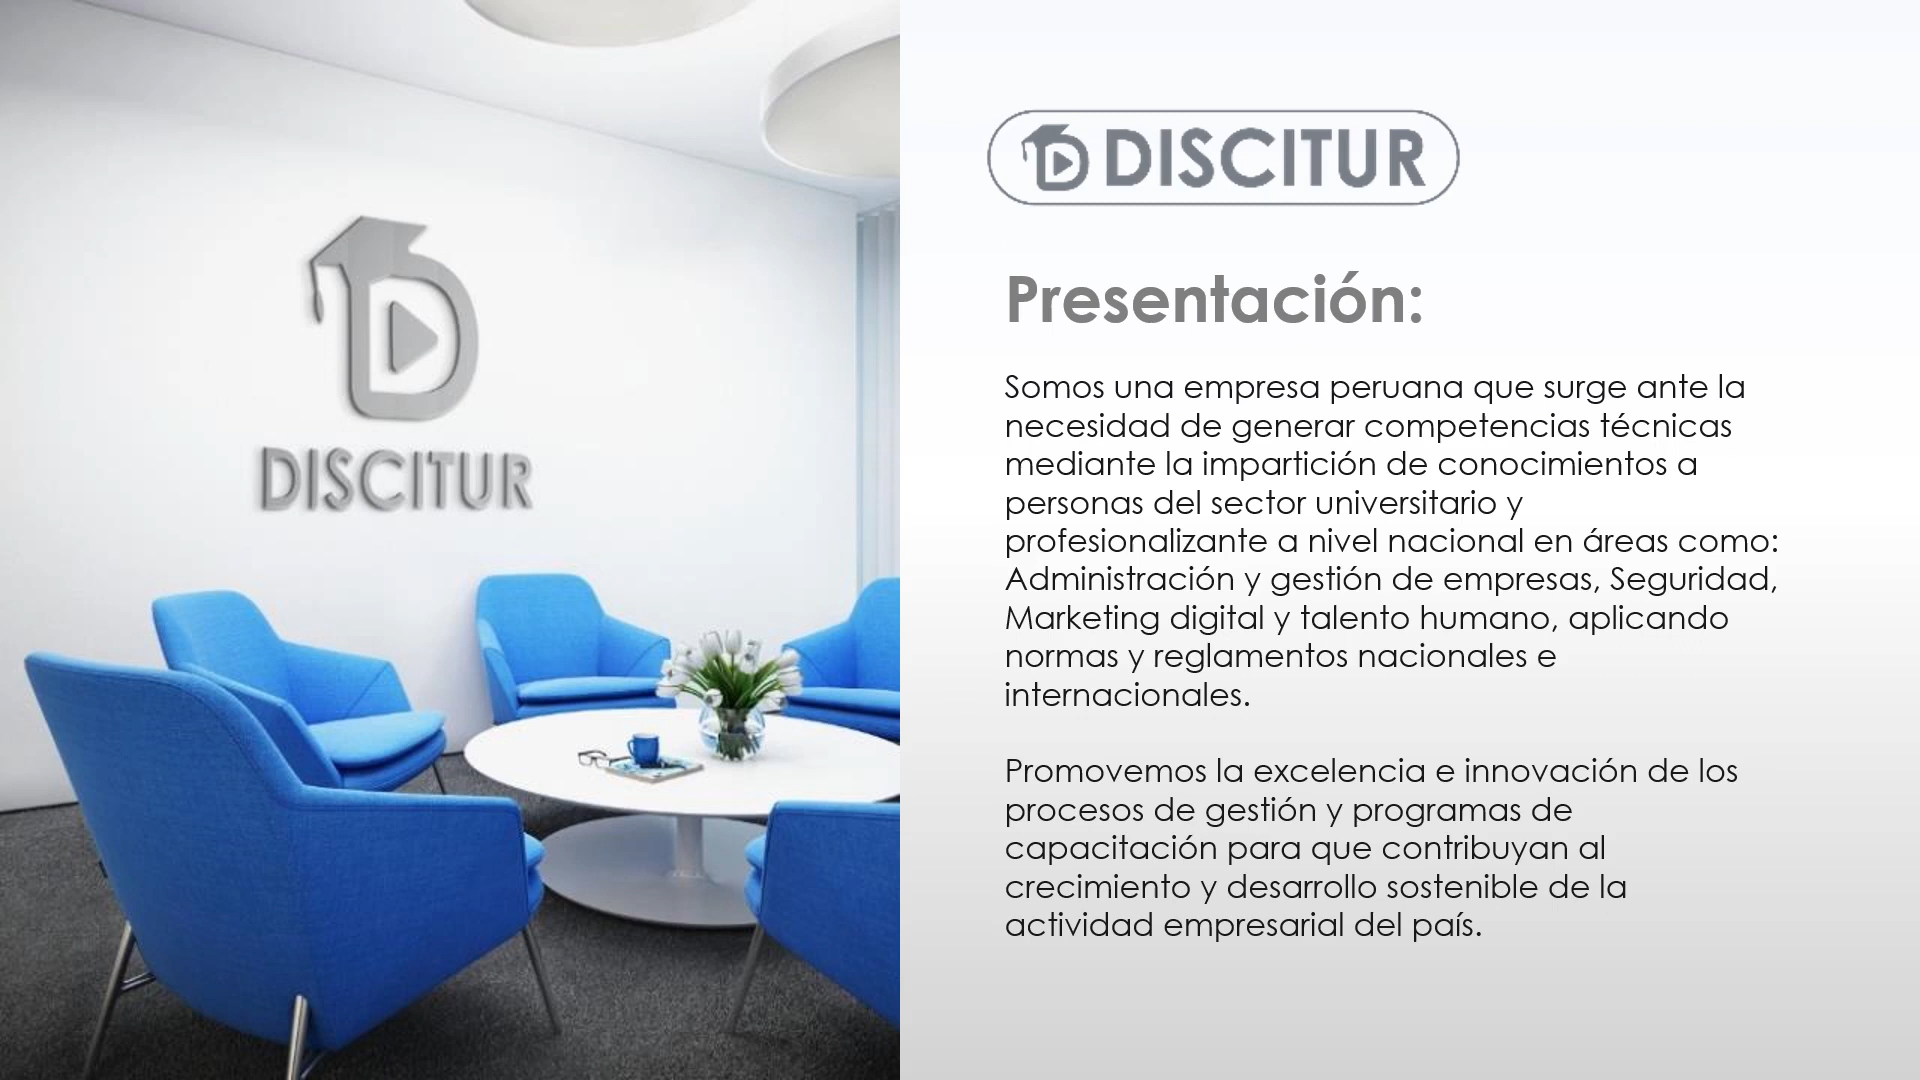 DISCITUR
DISCITUR
Presentación:
Somos una empresa peruana que surge ante la
necesidad de generar competencias técnicas
mediante la impartición de conocimientos a
personas del sector universitario y
profesionalizante a nivel nacional en áreas como:
Administración y gestión de empresas, Seguridad,
Marketing digital y talento humano, aplicando
normas y reglamentos nacionales e
internacionales.
Promovemos la excelencia e innovación de los
procesos de gestión y programas de
capacitación para que contribuyan al
crecimiento y desarrollo sostenible de la
actividad empresarial del país.